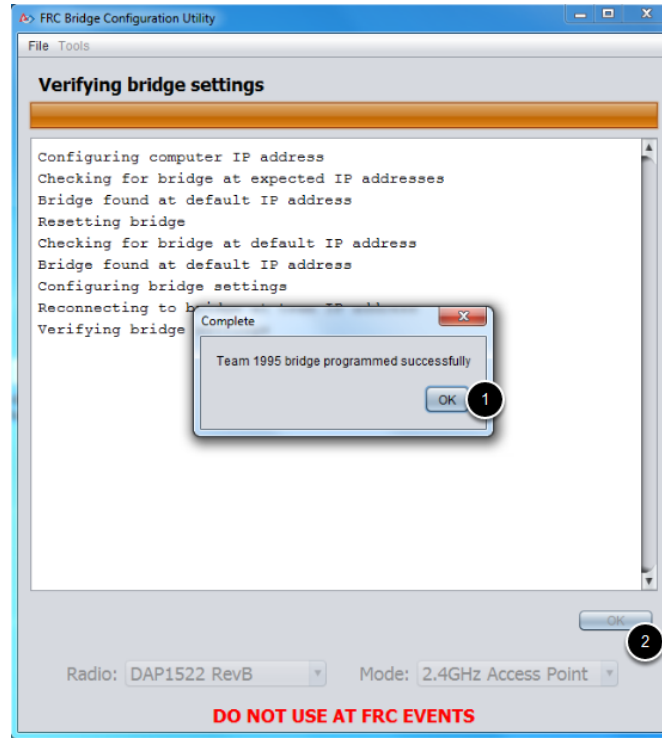 FRC Bridge Configuration Utility
File Tools
Verifying bridge settings
Configuring computer IP address
Checking for bridge at expected IP addresses
Bridge found at default IP address
Resetting bridge
Checking for bridge at default IP address
Bridge found at default IP address
Configuring bridge settings
Reconnecting to
Verifying bridge
Complete
Team 1995 bridge programmed successfully
OK 1
OK
2
Radio: DAP1522 RevB Mode: 2.4GHz Access Point
DO NOT USE AT FRC EVENTS